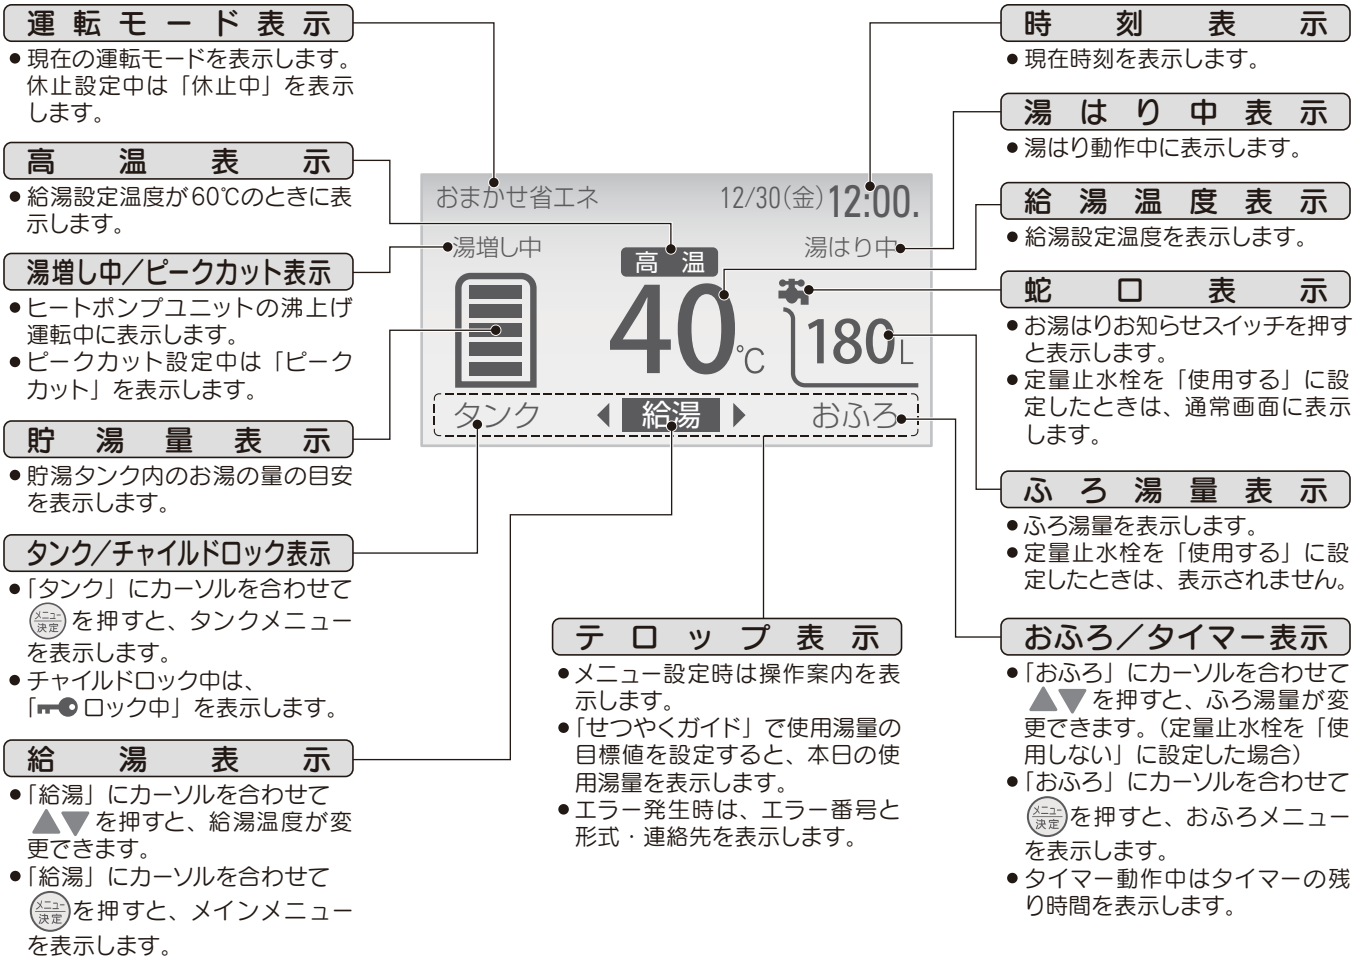 運転モード表示
●現在の運転モードを表示します。
休止設定中は「休止中」を表示
します。
高温表示
●給湯設定温度が60℃のときに表
示します。
湯増し中/ピークカット表示
●ヒートポンプユニットの沸上げ
運転中に表示します。
●ピークカット設定中は「ピーク
カット」を表示します。
貯湯量表示
●貯湯タンク内のお湯の量の目安
を表示します。
タンク/チャイルドロック表示
●「タンク」にカーソルを合わせて
メニュー
決定
を押すと、タンクメニュー
を表示します。
●チャイルドロック中は、
「ロック中」を表示します。
給湯表示
●「給湯」にカーソルを合わせて
▲▼を押すと、給湯温度が変
更できます。
●「給湯」にカーソルを合わせて
メニュー
決定
を押すと、メインメニュー
を表示します。
おまかせ省エネ 12/30(金) 12:00.
湯増し中 高温 湯はり中
40℃ 180L
タンク ◀ 給湯 ▶ おふろ
テロップ表示
●メニュー設定時は操作案内を表
示します。
●「せつやくガイド」で使用湯量の
目標値を設定すると、本日の使
用湯量を表示します。
●エラー発生時は、エラー番号と
形式・連絡先を表示します。
時刻表示
●現在時刻を表示します。
湯はり中表示
●湯はり動作中に表示します。
給湯温度表示
●給湯設定温度を表示します。
蛇口表示
●お湯はりお知らせスイッチを押す
と表示します。
●定量止水栓を「使用する」に設
定したときは、通常画面に表示
します。
ふろ湯量表示
●ふろ湯量を表示します。
●定量止水栓を「使用する」に設
定したときは、表示されません。
おふろ/タイマー表示
●「おふろ」にカーソルを合わせて
▲▼を押すと、ふろ湯量が変
更できます。(定量止水栓を「使
用しない」に設定した場合)
●「おふろ」にカーソルを合わせて
メニュー
決定
を押すと、おふろメニュー
を表示します。
●タイマー動作中はタイマーの残
り時間を表示します。